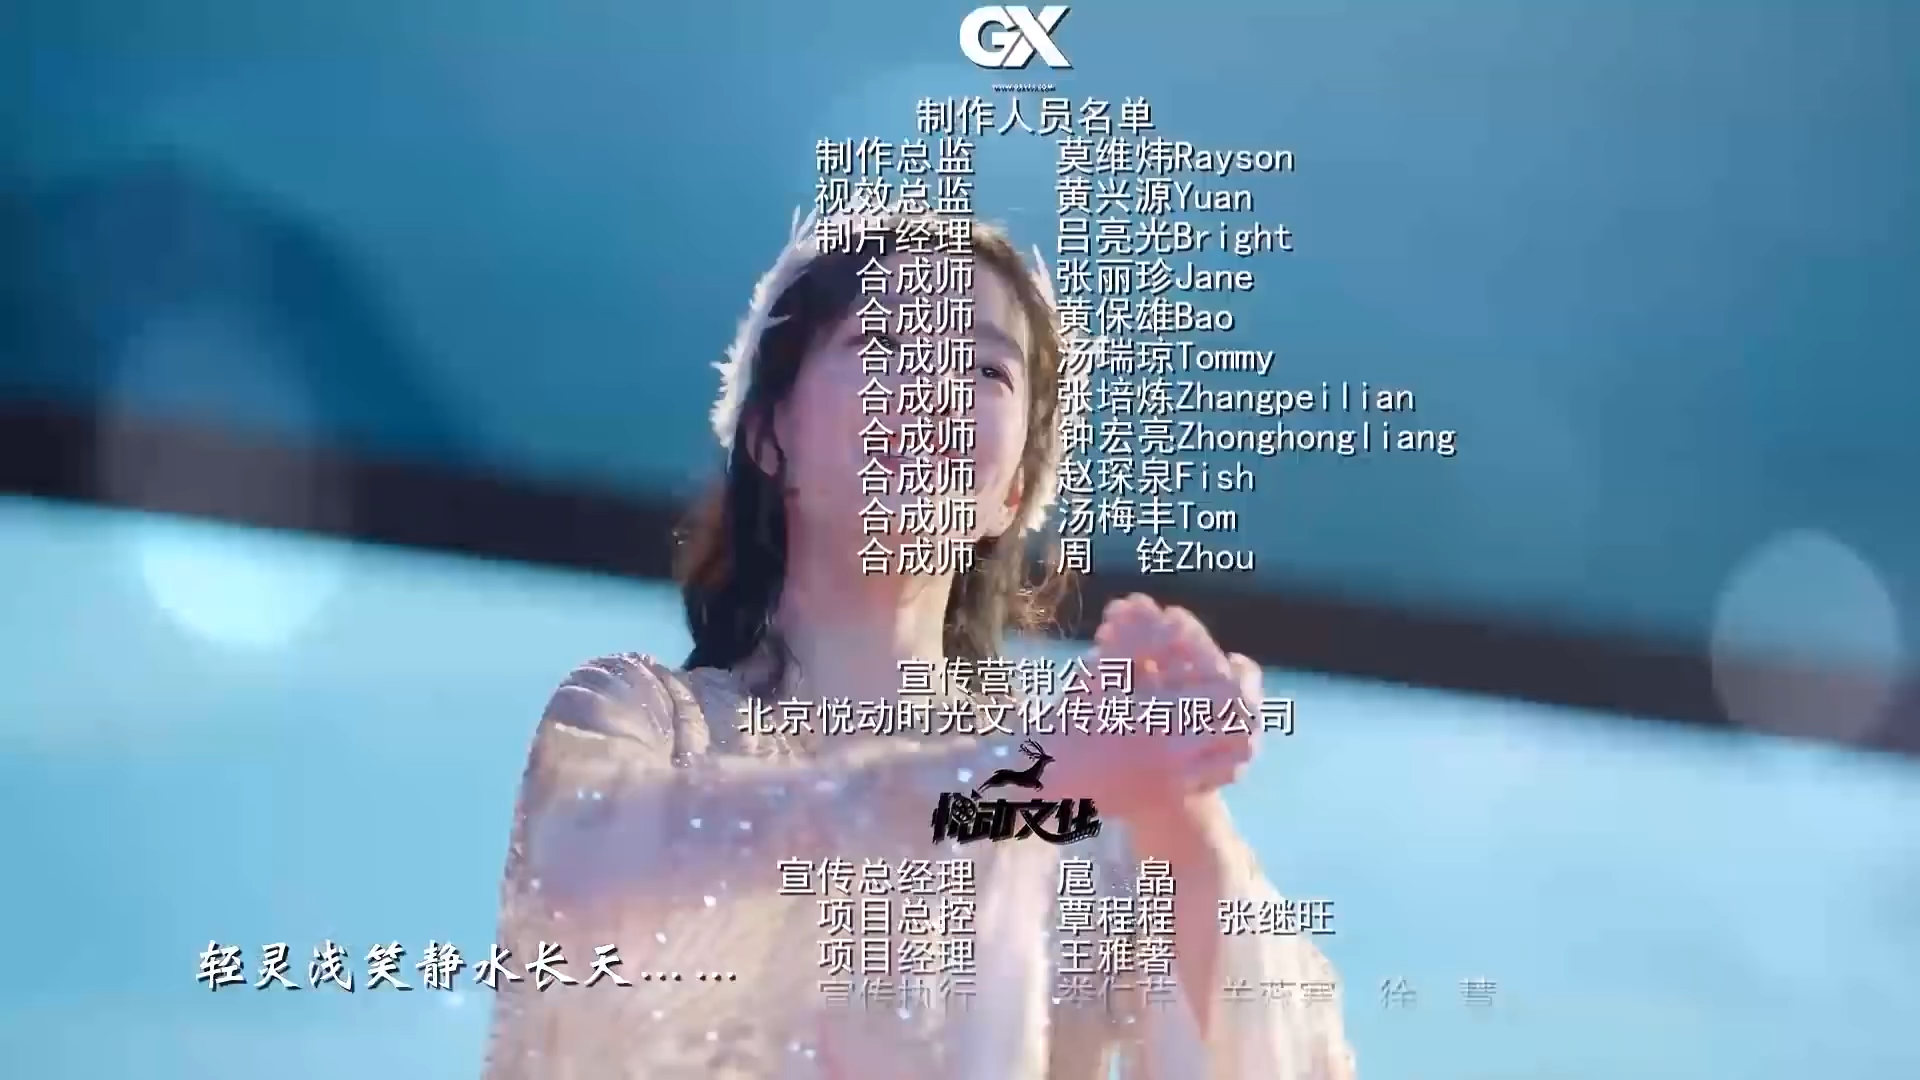 GX
制作人员名单
制作总监 莫维炜Rayson
视效总监 黄兴源Yuan
制片经理 吕亮光Bright
合成师 张丽珍Jane
合成师 黄保雄Bao
合成师 汤瑞琼Tommy
合成师 张培炼Zhangpeilian
合成师 钟宏亮Zhonghongliang
合成师 赵琛泉Fish
合成师 汤梅丰Tom
合成师 周 铨Zhou
宣传营销公司
北京悦动时光文化传媒有限公司
悦动文化
宣传总经理 扈 晶
项目总控 覃程程 张继旺
项目经理 王雅著
轻灵浅笑静水长天……
宣传执行